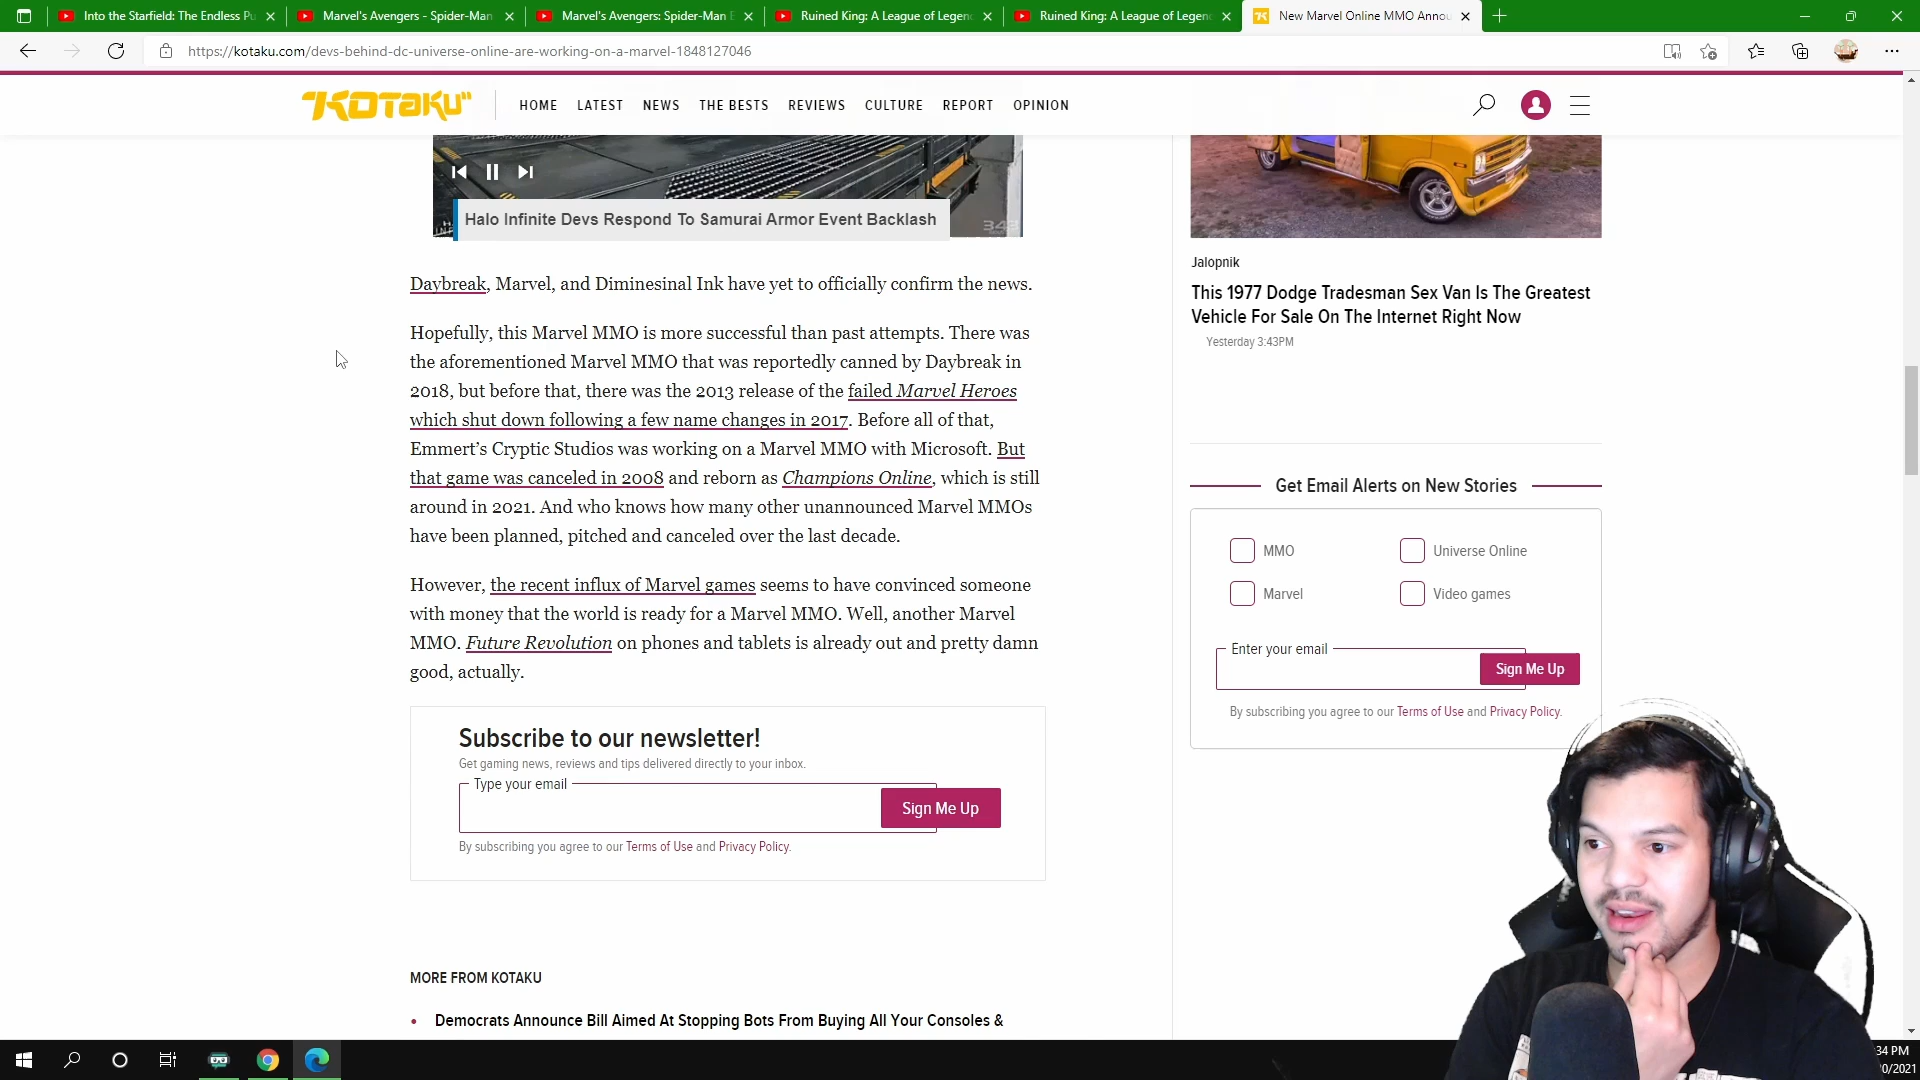 Into the Starfield: The Endless Pu
Marvel's Avengers - Spider-Man
Marvel's Avengers: Spider-Man E
Ruined King: A League of Legen
Ruined King: A League of Legen
New Marvel Online MMO Annou
https://kotaku.com/devs-behind-dc-universe-online-are-working-on-a-marvel-1848127046
KOTAKU
HOME LATEST NEWS THE BESTS REVIEWS CULTURE REPORT OPINION
Halo Infinite Devs Respond To Samurai Armor Event Backlash
343
Daybreak, Marvel, and Diminesinal Ink have yet to officially confirm the news.
Hopefully, this Marvel MMO is more successful than past attempts. There was
the aforementioned Marvel MMO that was reportedly canned by Daybreak in
2018, but before that, there was the 2013 release of the failed Marvel Heroes
which shut down following a few name changes in 2017. Before all of that,
Emmert’s Cryptic Studios was working on a Marvel MMO with Microsoft. But
that game was canceled in 2008 and reborn as Champions Online, which is still
around in 2021. And who knows how many other unannounced Marvel MMOs
have been planned, pitched and canceled over the last decade.
However, the recent influx of Marvel games seems to have convinced someone
with money that the world is ready for a Marvel MMO. Well, another Marvel
MMO. Future Revolution on phones and tablets is already out and pretty damn
good, actually.
Subscribe to our newsletter!
Get gaming news, reviews and tips delivered directly to your inbox.
Type your email
Sign Me Up
By subscribing you agree to our Terms of Use and Privacy Policy.
MORE FROM KOTAKU
Democrats Announce Bill Aimed At Stopping Bots From Buying All Your Consoles &
Jalopnik
This 1977 Dodge Tradesman Sex Van Is The Greatest
Vehicle For Sale On The Internet Right Now
Yesterday 3:43PM
Get Email Alerts on New Stories
MMO
Universe Online
Marvel
Video games
Enter your email
Sign Me Up
By subscribing you agree to our Terms of Use and Privacy Policy.
34 PM
0/2021